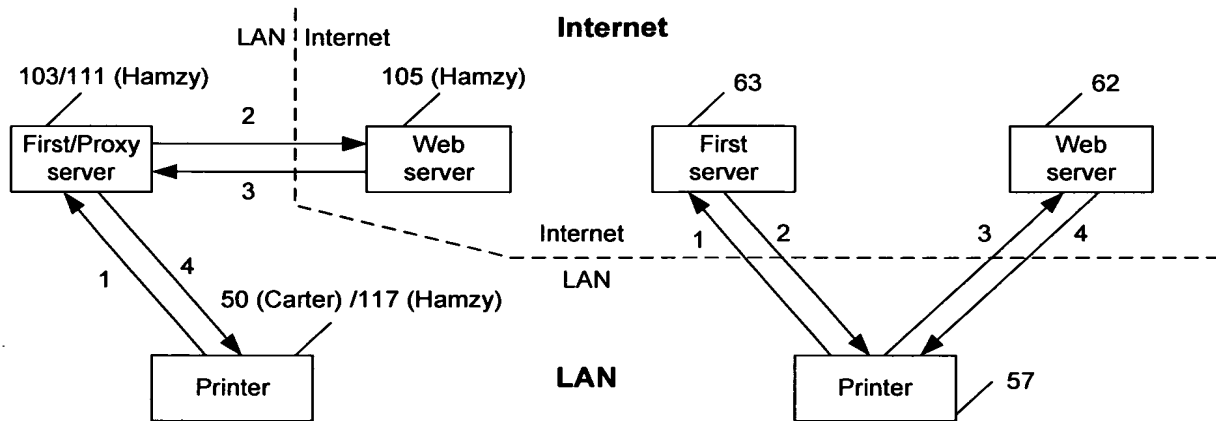 Internet
LAN Internet
103/111 (Hamzy)
105 (Hamzy)
63
62
First/Proxy
server
2
3
Web
server
First
server
Web
server
Internet
LAN
1
4
1
2
3
4
50 (Carter) /117 (Hamzy)
Printer
LAN
Printer
57